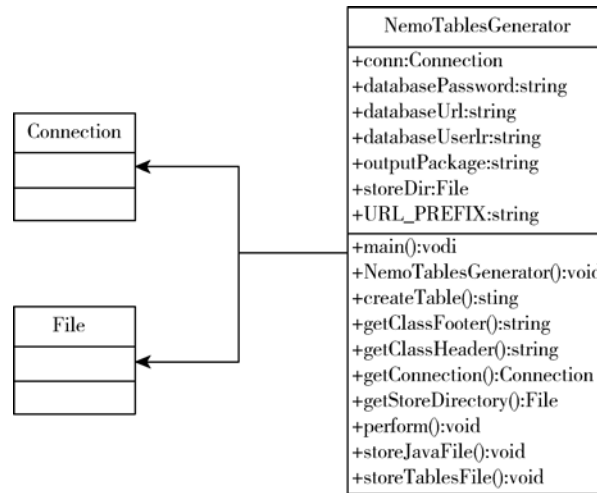 NemoTablesGenerator
+conn:Connection
+databasePassword:string
+databaseUrl:string
+databaseUserIr:string
+outputPackage:string
+storeDir:File
+URL_PREFIX:string
+main():vodi
+NemoTablesGenerator():void
+createTable():sting
+getClassFooter():string
+getClassHeader():string
+getConnection():Connection
+getStoreDirectory():File
+perform():void
+storeJavaFile():void
+storeTablesFile():void
Connection
File